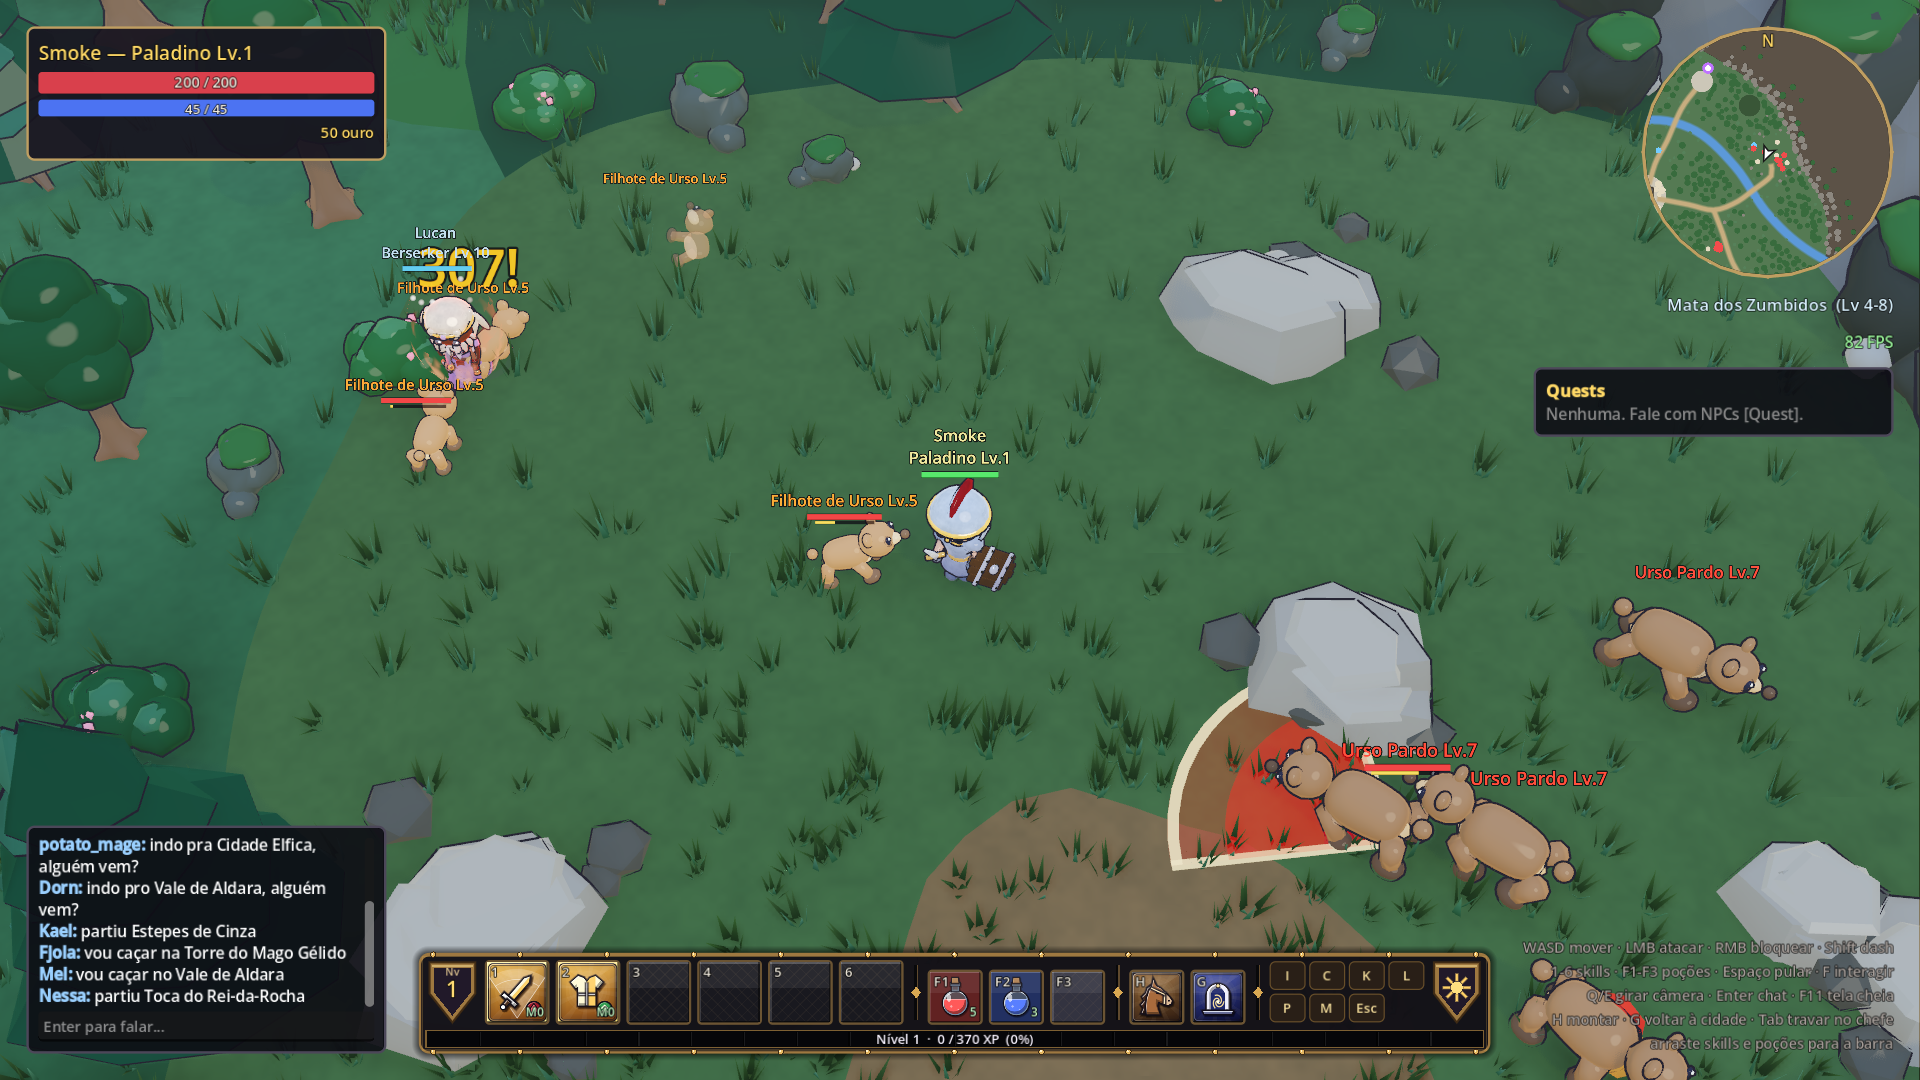 Smoke — Paladino Lv.1
200 / 200
45 / 45
50 ouro
N
Mata dos Zumbidos (Lv 4-8)
82 FPS
Quests
Nenhuma. Fale com NPCs [Quest].
Filhote de Urso Lv.5
Lucan
Berserker Lv.10
307!
Filhote de Urso Lv.5
Filhote de Urso Lv.5
Smoke
Paladino Lv.1
Filhote de Urso Lv.5
Urso Pardo Lv.7
Urso Pardo Lv.7
Urso Pardo Lv.7
potato_mage: indo pra Cidade Elfica,
alguém vem?
Dorn: indo pro Vale de Aldara, alguém
vem?
Kael: partiu Estepes de Cinza
Fjola: vou caçar na Torre do Mago Gélido
Mel: vou caçar no Vale de Aldara
Nessa: partiu Toca do Rei-da-Rocha
Enter para falar...
Nv
1
1 M0
2 M0
3
4
5
6
F1 5
F2 3
F3
H
G
I C K L
P M Esc
Nível 1 · 0 / 370 XP (0%)
WASD mover · LMB atacar · RMB bloquear · Shift dash
1-6 skills · F1-F3 poções · Espaço pular · F interagir
Q/E girar câmera · Enter chat · F11 tela cheia
H montar · G voltar à cidade · Tab travar no chefe
arraste skills e poções para a barra